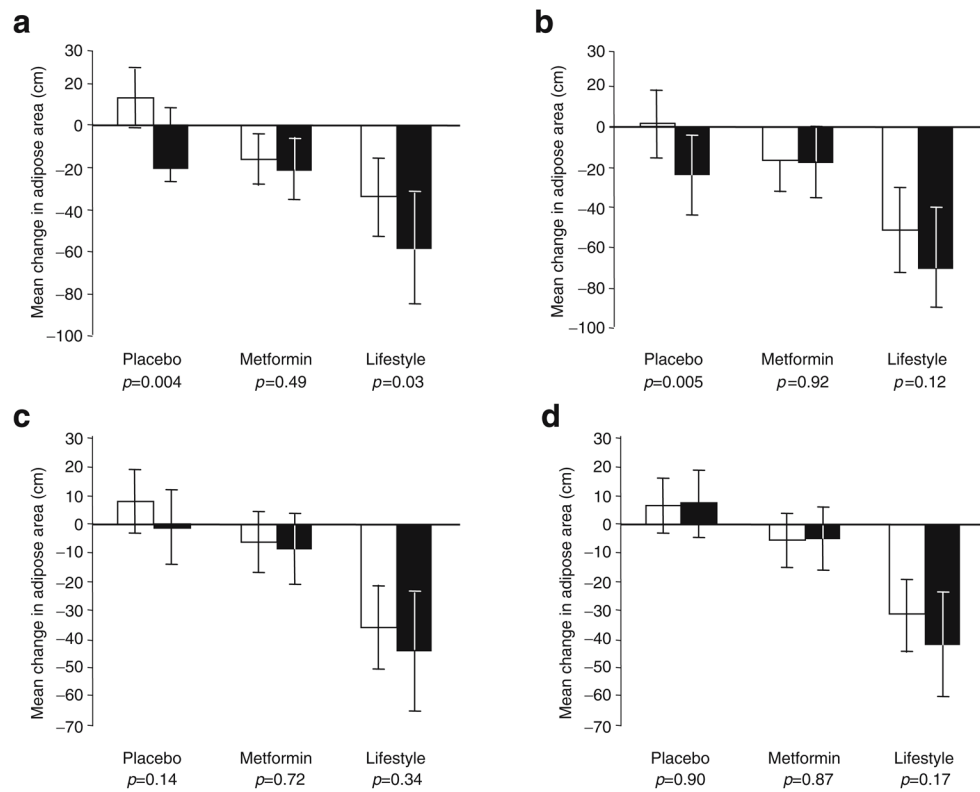 a
Mean change in adipose area (cm)
30
20
0
−20
−40
−60
−80
−100
Placebo
Metformin
Lifestyle
p=0.004
p=0.49
p=0.03
b
Mean change in adipose area (cm)
30
20
0
−20
−40
−60
−80
−100
Placebo
Metformin
Lifestyle
p=0.005
p=0.92
p=0.12
c
Mean change in adipose area (cm)
30
20
10
0
−10
−20
−30
−40
−50
−60
−70
Placebo
Metformin
Lifestyle
p=0.14
p=0.72
p=0.34
d
Mean change in adipose area (cm)
30
20
10
0
−10
−20
−30
−40
−50
−60
−70
Placebo
Metformin
Lifestyle
p=0.90
p=0.87
p=0.17